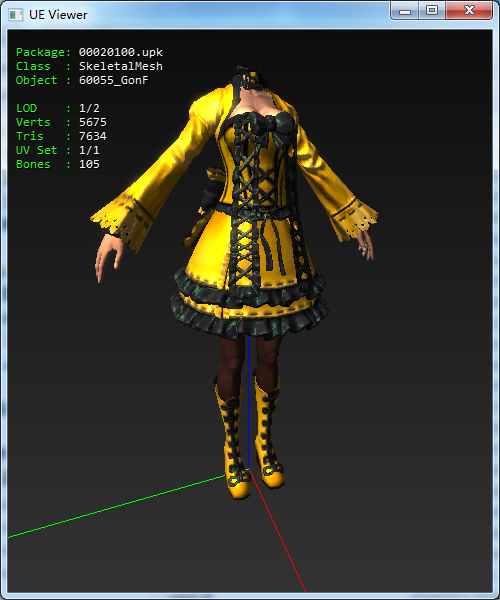 UE Viewer
Package: 00020100.upk
Class : SkeletalMesh
Object : 60055_GonF
LOD : 1/2
Verts : 5675
Tris : 7634
UV Set : 1/1
Bones : 105